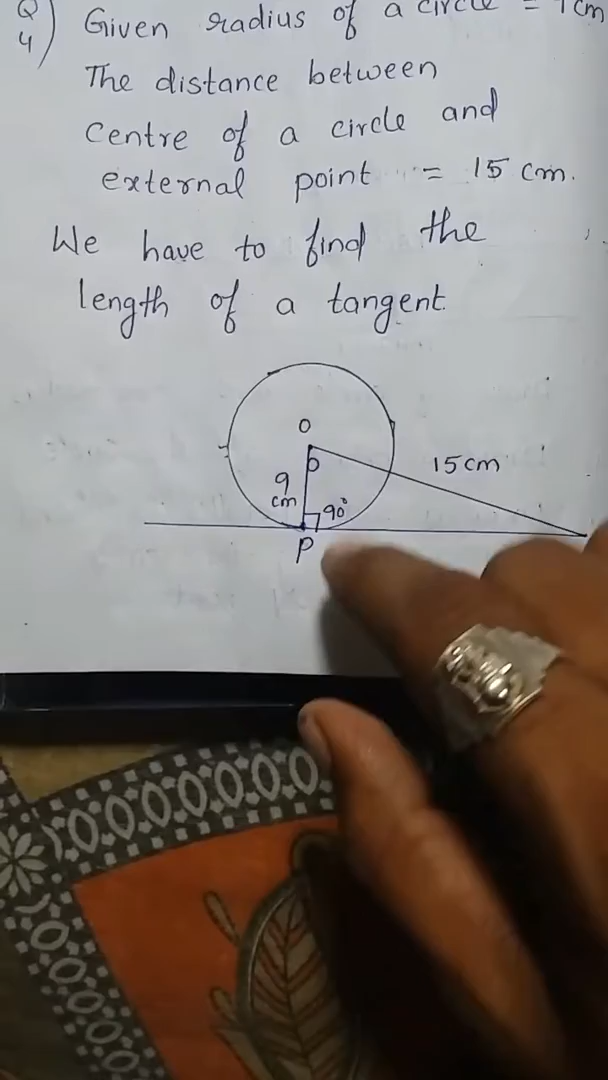 Q
4) Given radius of a circle = 9cm
The distance between
Centre of a circle and
external point = 15 cm.
We have to find the
length of a tangent.
O
15cm
9
cm
90°
P